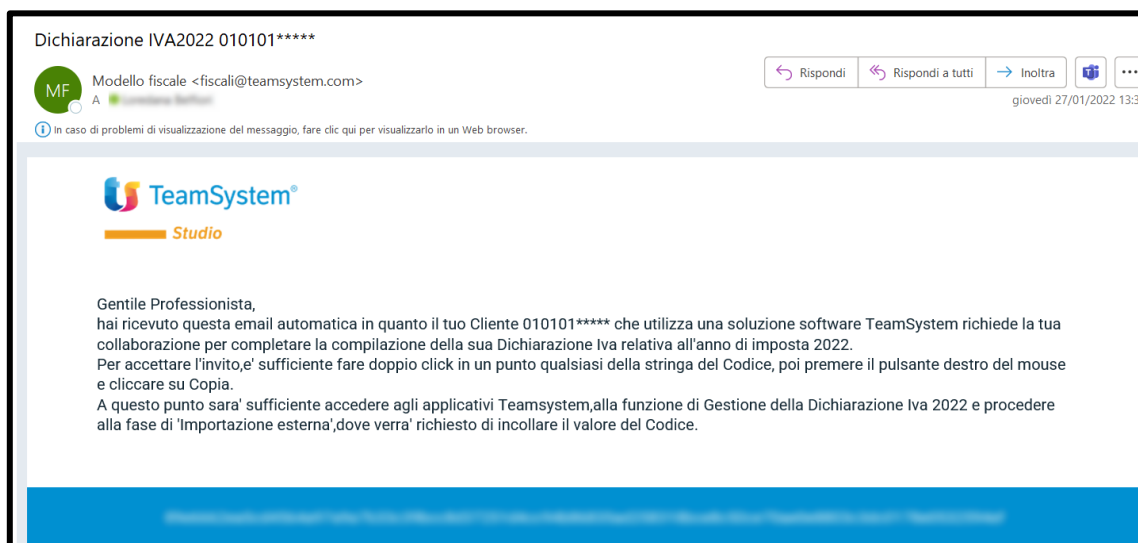 Dichiarazione IVA2022 010101*****
MF
Modello fiscale <fiscali@teamsystem.com>
A
Rispondi
Rispondi a tutti
Inoltra
giovedì 27/01/2022 13:3
In caso di problemi di visualizzazione del messaggio, fare clic qui per visualizzarlo in un Web browser.
TeamSystem®
Studio
Gentile Professionista,
hai ricevuto questa email automatica in quanto il tuo Cliente 010101***** che utilizza una soluzione software TeamSystem richiede la tua
collaborazione per completare la compilazione della sua Dichiarazione Iva relativa all'anno di imposta 2022.
Per accettare l'invito,e' sufficiente fare doppio click in un punto qualsiasi della stringa del Codice, poi premere il pulsante destro del mouse
e cliccare su Copia.
A questo punto sara' sufficiente accedere agli applicativi Teamsystem,alla funzione di Gestione della Dichiarazione Iva 2022 e procedere
alla fase di 'Importazione esterna',dove verra' richiesto di incollare il valore del Codice.